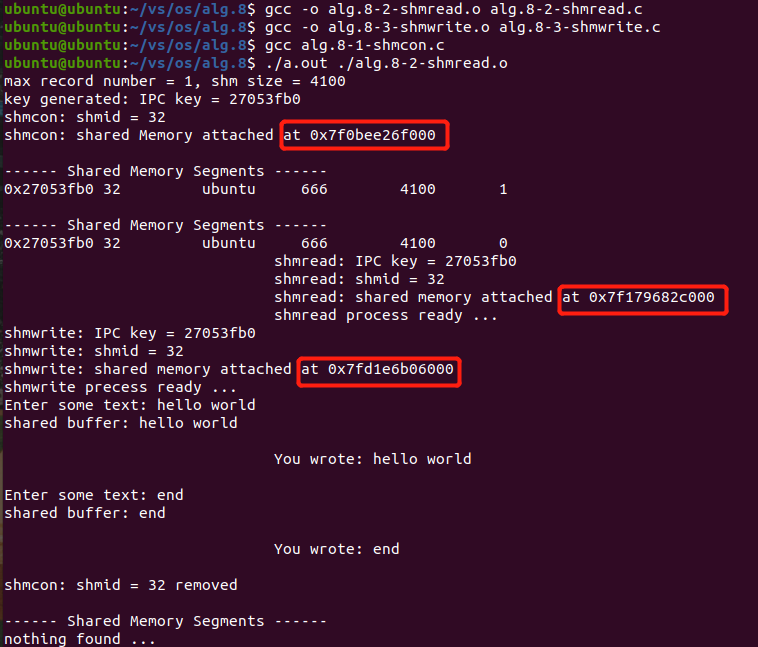 ubuntu@ubuntu:~/vs/os/alg.8$ gcc -o alg.8-2-shmread.o alg.8-2-shmread.c
ubuntu@ubuntu:~/vs/os/alg.8$ gcc -o alg.8-3-shmwrite.o alg.8-3-shmwrite.c
ubuntu@ubuntu:~/vs/os/alg.8$ gcc alg.8-1-shmcon.c
ubuntu@ubuntu:~/vs/os/alg.8$ ./a.out ./alg.8-2-shmread.o
max record number = 1, shm size = 4100
key generated: IPC key = 27053fb0
shmcon: shmid = 32
shmcon: shared Memory attached at 0x7f0bee26f000
------ Shared Memory Segments ------
0x27053fb0 32         ubuntu     666        4100       1
------ Shared Memory Segments ------
0x27053fb0 32         ubuntu     666        4100       0
shmread: IPC key = 27053fb0
shmread: shmid = 32
shmread: shared memory attached at 0x7f179682c000
shmread process ready ...
shmwrite: IPC key = 27053fb0
shmwrite: shmid = 32
shmwrite: shared memory attached at 0x7fd1e6b06000
shmwrite precess ready ...
Enter some text: hello world
shared buffer: hello world
You wrote: hello world
Enter some text: end
shared buffer: end
You wrote: end
shmcon: shmid = 32 removed
------ Shared Memory Segments ------
nothing found ...